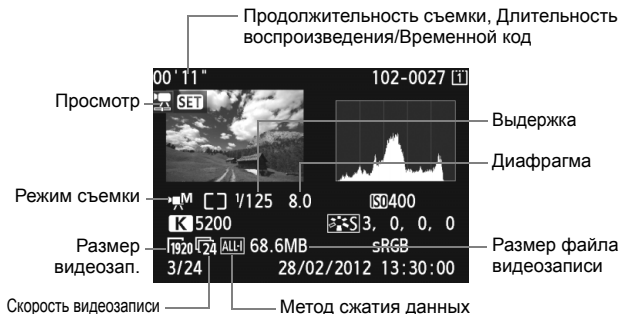 Продолжительность съемки, Длительность
воспроизведения/Временной код
00'11" 102-0027
Просмотр
SET
Выдержка
Диафрагма
Режим съемки
M 1/125 8.0 ISO400
K 5200 S 3, 0, 0, 0
Размер
видеозап.
1920 24 ALL-I 68.6MB sRGB
Размер файла
видеозаписи
3/24 28/02/2012 13:30:00
Скорость видеозаписи
Метод сжатия данных